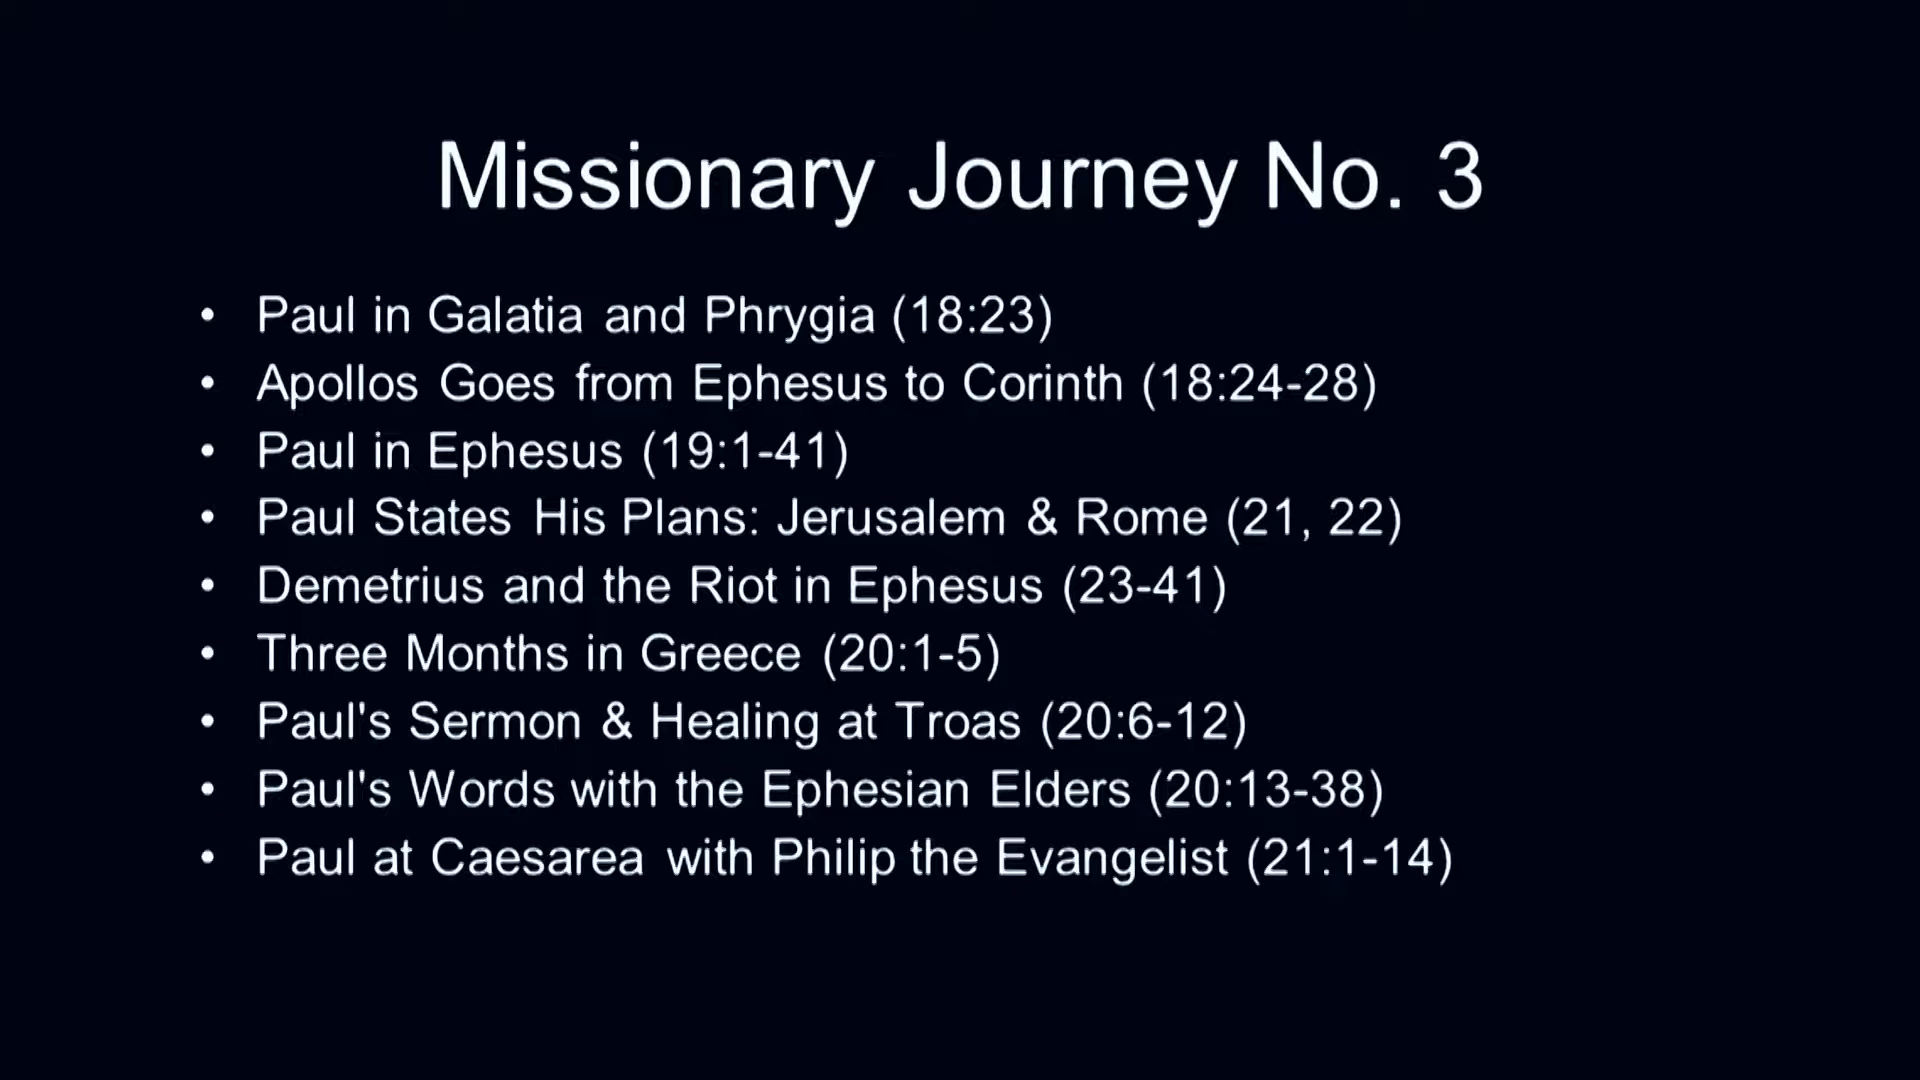 Missionary Journey No. 3
• Paul in Galatia and Phrygia (18:23)
• Apollos Goes from Ephesus to Corinth (18:24-28)
• Paul in Ephesus (19:1-41)
• Paul States His Plans: Jerusalem & Rome (21, 22)
• Demetrius and the Riot in Ephesus (23-41)
• Three Months in Greece (20:1-5)
• Paul's Sermon & Healing at Troas (20:6-12)
• Paul's Words with the Ephesian Elders (20:13-38)
• Paul at Caesarea with Philip the Evangelist (21:1-14)